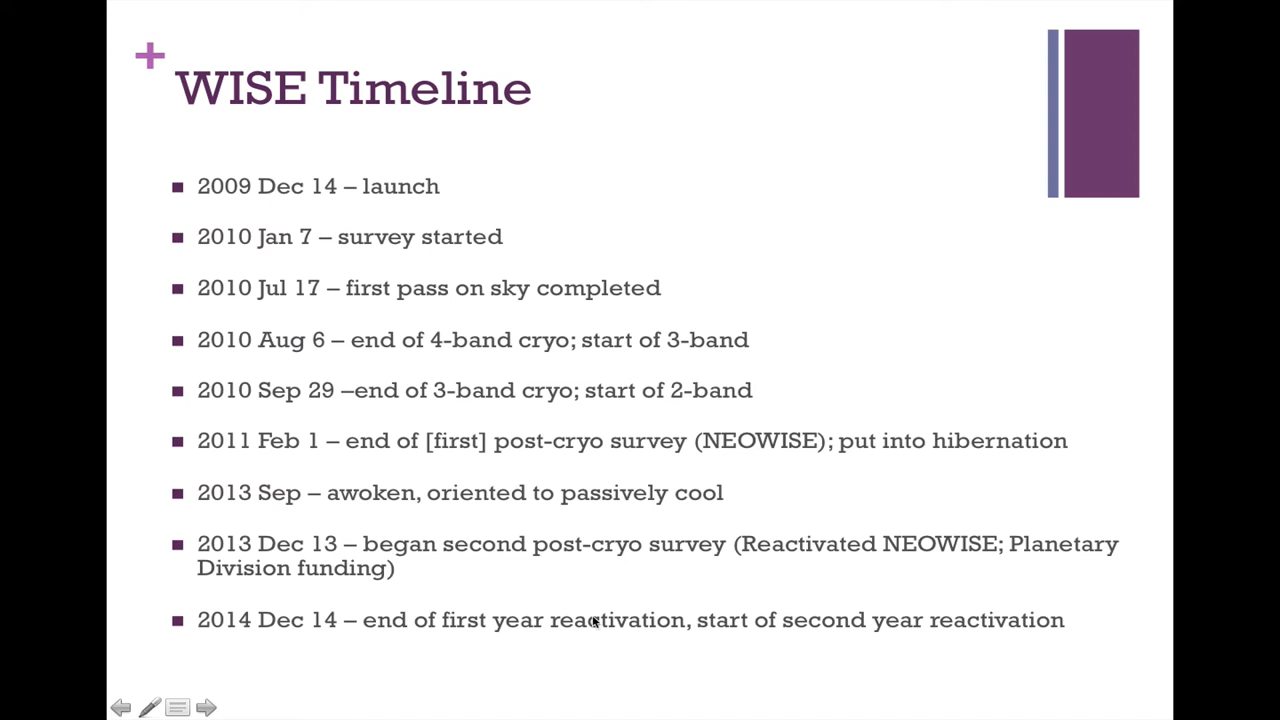 +
WISE Timeline
■ 2009 Dec 14 – launch
■ 2010 Jan 7 – survey started
■ 2010 Jul 17 – first pass on sky completed
■ 2010 Aug 6 – end of 4-band cryo; start of 3-band
■ 2010 Sep 29 –end of 3-band cryo; start of 2-band
■ 2011 Feb 1 – end of [first] post-cryo survey (NEOWISE); put into hibernation
■ 2013 Sep – awoken, oriented to passively cool
■ 2013 Dec 13 – began second post-cryo survey (Reactivated NEOWISE; Planetary
Division funding)
■ 2014 Dec 14 – end of first year reactivation, start of second year reactivation